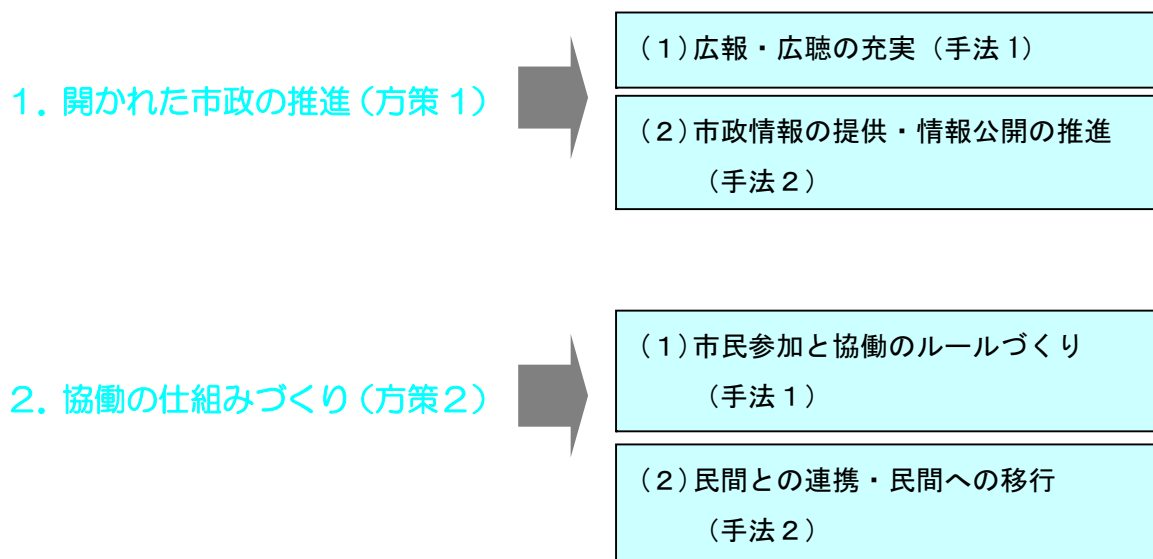 1．開かれた市政の推進（方策１）
（１）広報・広聴の充実（手法１）
（２）市政情報の提供・情報公開の推進
（手法２）
2．協働の仕組みづくり（方策２）
（１）市民参加と協働のルールづくり
（手法１）
（２）民間との連携・民間への移行
（手法２）